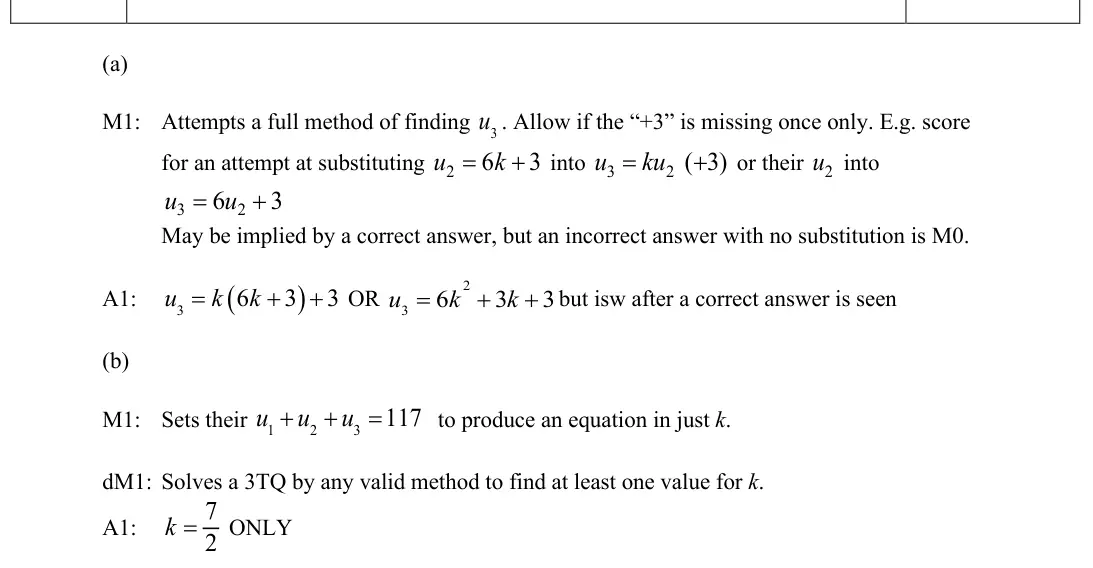 (a)
M1: Attempts a full method of finding u₃ . Allow if the “+3” is missing once only. E.g. score
for an attempt at substituting u₂ = 6k + 3 into u₃ = ku₂ (+3) or their u₂ into
u₃ = 6u₂ + 3
May be implied by a correct answer, but an incorrect answer with no substitution is M0.
A1: u₃ = k(6k + 3) + 3 OR u₃ = 6k² + 3k + 3 but isw after a correct answer is seen
(b)
M1: Sets their u₁ + u₂ + u₃ = 117 to produce an equation in just k.
dM1: Solves a 3TQ by any valid method to find at least one value for k.
A1: k = 7/2 ONLY